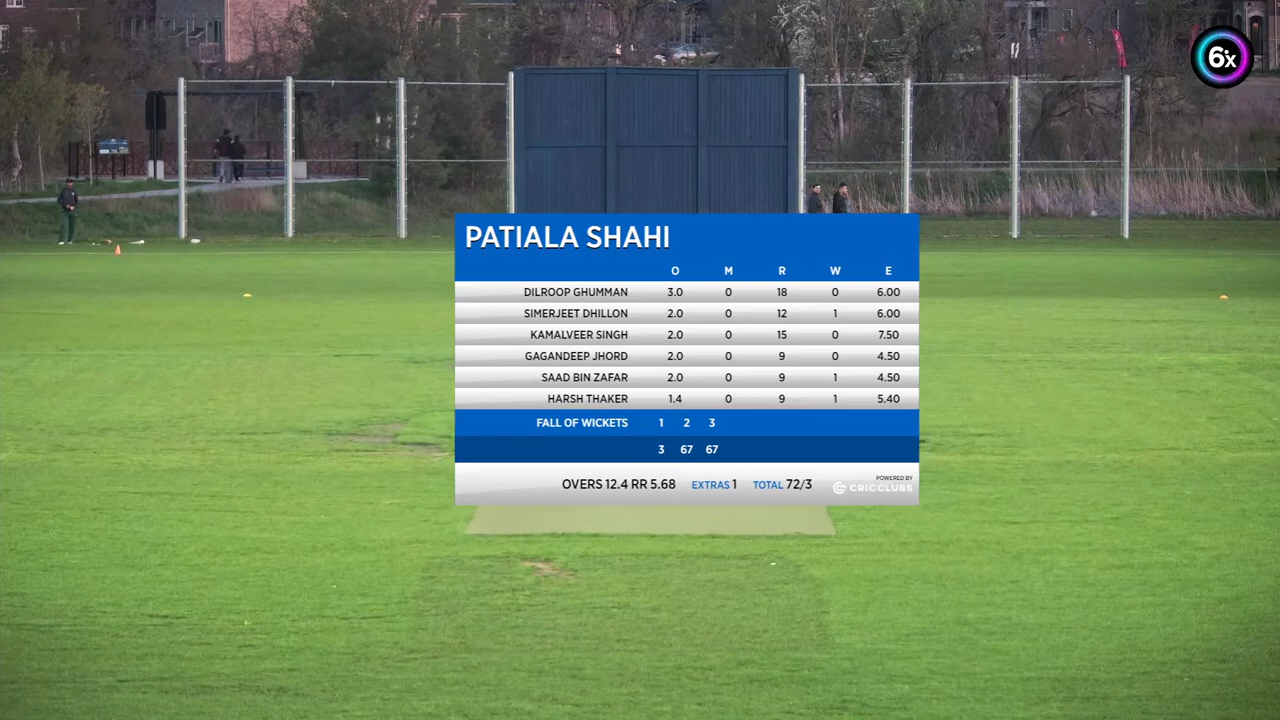 6x
PATIALA SHAHI
O M R W E
DILROOP GHUMMAN 3.0 0 18 0 6.00
SIMERJEET DHILLON 2.0 0 12 1 6.00
KAMALVEER SINGH 2.0 0 15 0 7.50
GAGANDEEP JHORD 2.0 0 9 0 4.50
SAAD BIN ZAFAR 2.0 0 9 1 4.50
HARSH THAKER 1.4 0 9 1 5.40
FALL OF WICKETS 1 2 3
3 67 67
OVERS 12.4 RR 5.68 EXTRAS 1 TOTAL 72/3
POWERED BY
CRICCLUBS